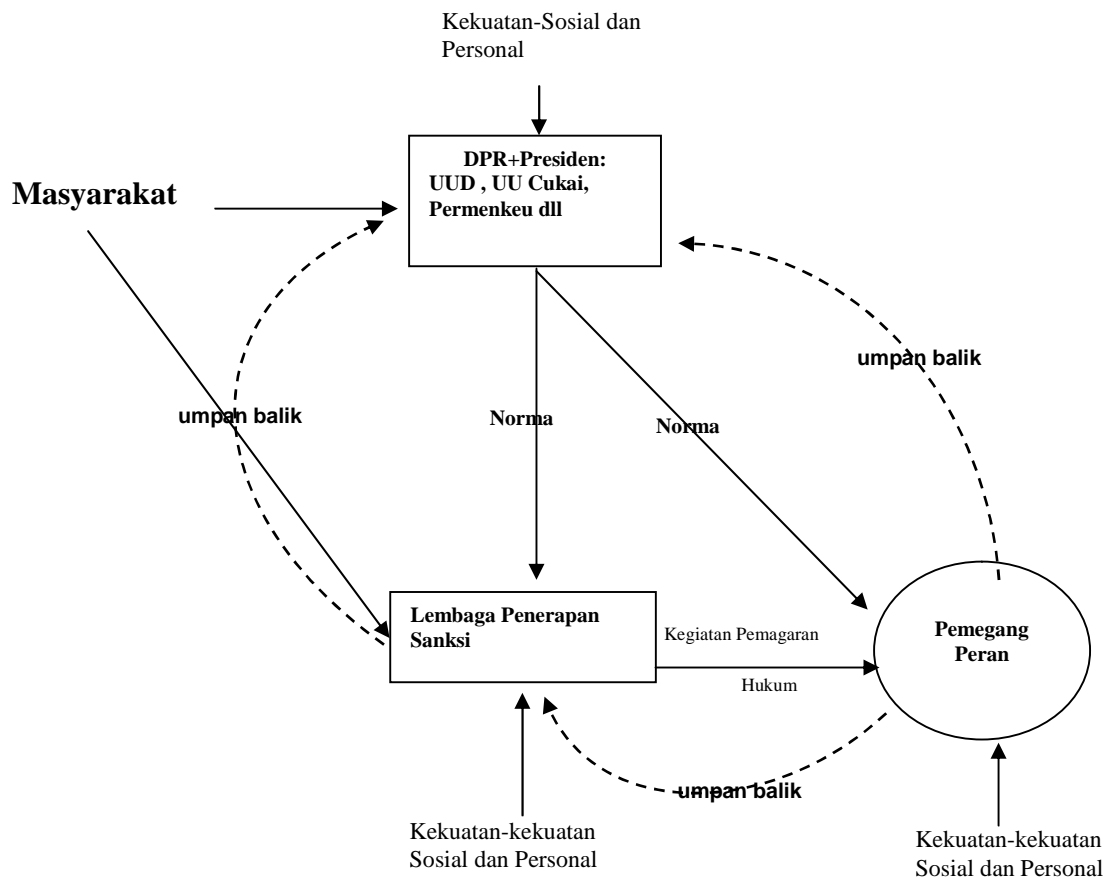 Kekuatan-Sosial dan
Personal
DPR+Presiden:
UUD , UU Cukai,
Permenkeu dll
Masyarakat
umpan balik
umpan balik
Norma
Norma
Lembaga Penerapan
Sanksi
Kegiatan Pemagaran
Hukum
Pemegang
Peran
umpan balik
Kekuatan-kekuatan
Sosial dan Personal
Kekuatan-kekuatan
Sosial dan Personal